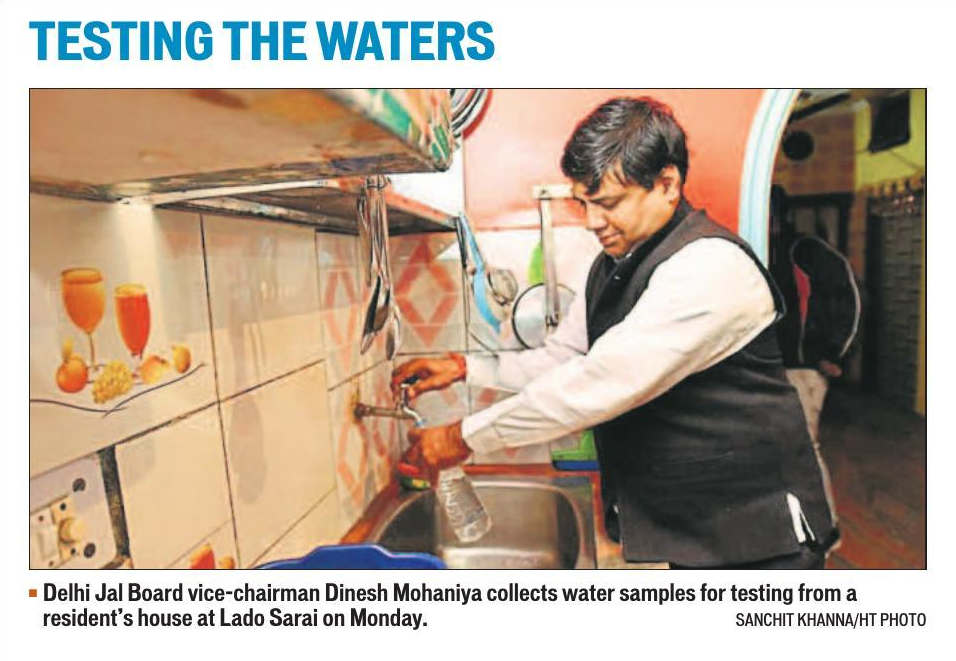 TESTING THE WATERS
Delhi Jal Board vice-chairman Dinesh Mohaniya collects water samples for testing from a
resident's house at Lado Sarai on Monday.
SANCHIT KHANNA/HT PHOTO